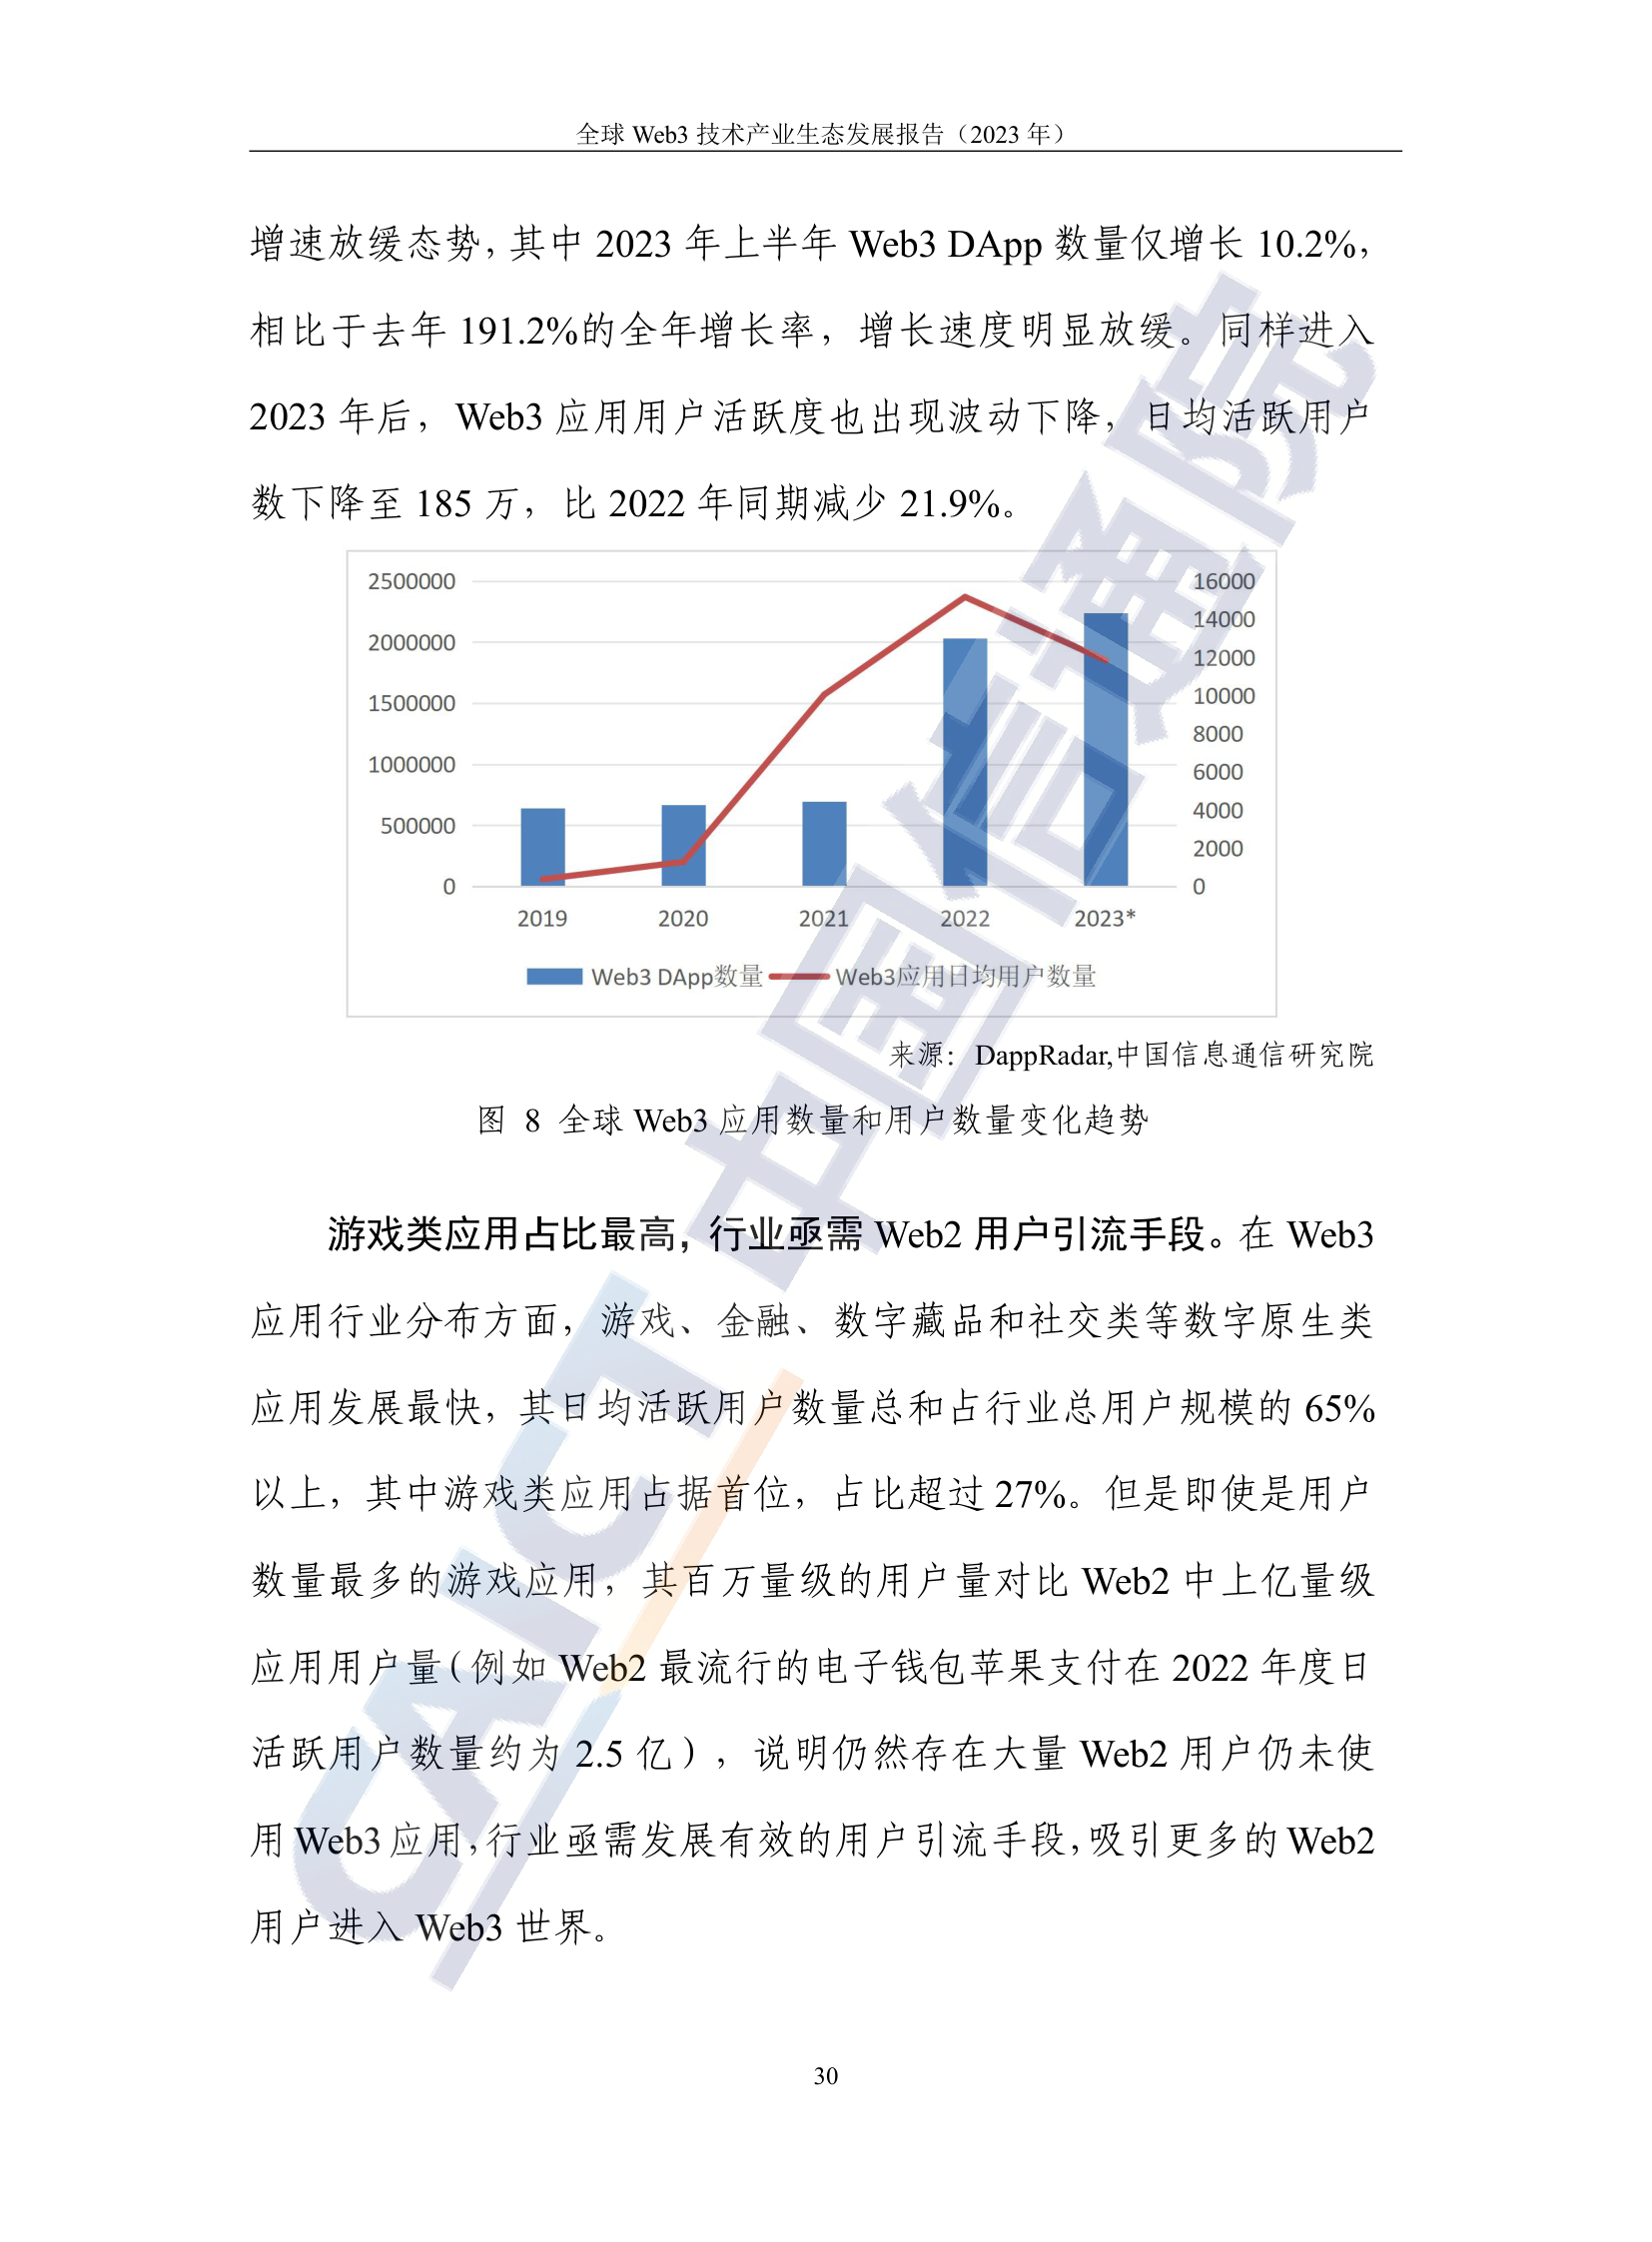 全球 Web3 技术产业生态发展报告（2023 年）
增速放缓态势，其中 2023 年上半年 Web3 DApp 数量仅增长 10.2%，
相比于去年 191.2%的全年增长率，增长速度明显放缓。同样进入
2023 年后，Web3 应用用户活跃度也出现波动下降，日均活跃用户
数下降至 185 万，比 2022 年同期减少 21.9%。
2500000
2000000
1500000
1000000
500000
0
16000
14000
12000
10000
8000
6000
4000
2000
0
2019 2020 2021 2022 2023*
Web3 DApp数量 Web3应用日均用户数量
来源：DappRadar,中国信息通信研究院
图 8 全球 Web3 应用数量和用户数量变化趋势
游戏类应用占比最高，行业亟需 Web2 用户引流手段。在 Web3
应用行业分布方面，游戏、金融、数字藏品和社交类等数字原生类
应用发展最快，其日均活跃用户数量总和占行业总用户规模的 65%
以上，其中游戏类应用占据首位，占比超过 27%。但是即使是用户
数量最多的游戏应用，其百万量级的用户量对比 Web2 中上亿量级
应用用户量（例如 Web2 最流行的电子钱包苹果支付在 2022 年度日
活跃用户数量约为 2.5 亿），说明仍然存在大量 Web2 用户仍未使
用 Web3 应用，行业亟需发展有效的用户引流手段，吸引更多的 Web2
用户进入 Web3 世界。
30
CAICT 中国信通院